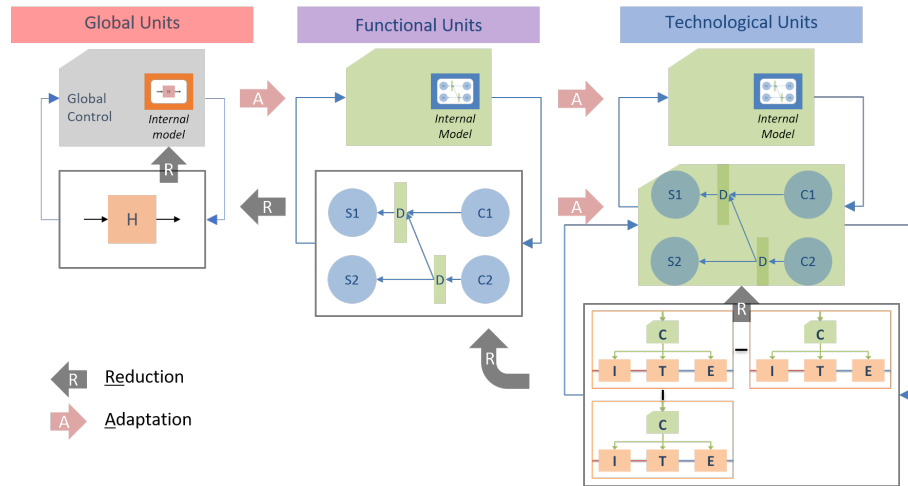 Global Units
Functional Units
Technological Units
Global
Control
H
Internal
model
A
Internal
Model
A
Internal
Model
R
H
R
S1
D
C1
S2
D
C2
A
S1
D
C1
S2
D
C2
R
R
C
I
T
E
C
I
T
E
C
I
T
E
R
Reduction
A
Adaptation